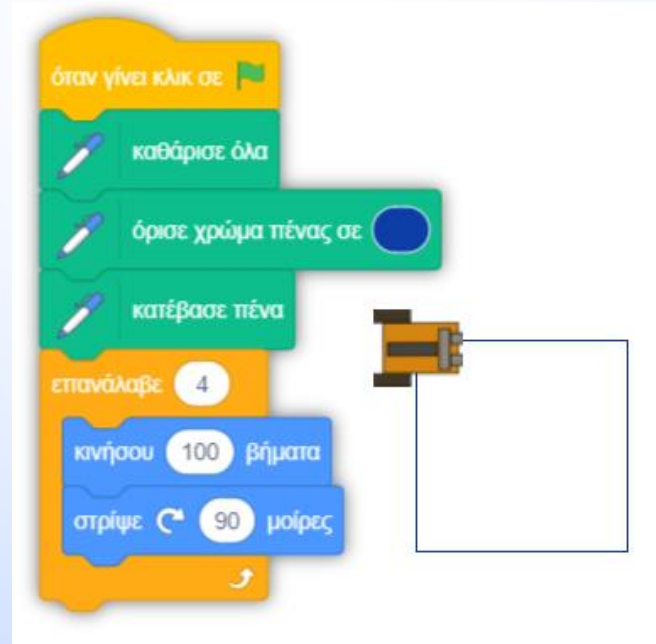 όταν γίνει κλικ σε
καθάρισε όλα
όρισε χρώμα πένας σε
κατέβασε πένα
επανάλαβε 4
κινήσου 100 βήματα
στρίψε 90 μοίρες